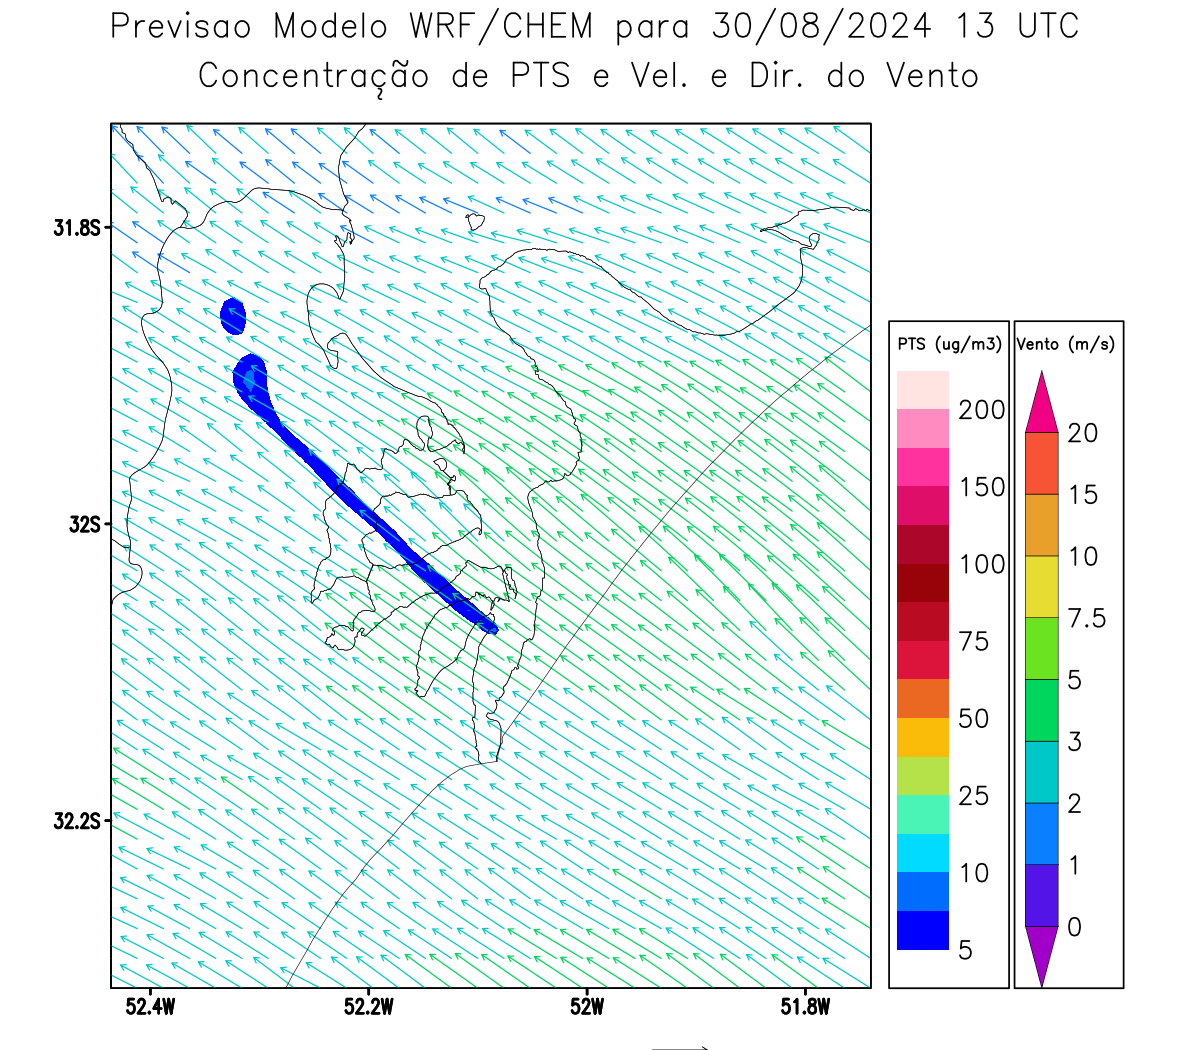 Previsao Modelo WRF/CHEM para 30/08/2024 13 UTC
Concentração de PTS e Vel. e Dir. do Vento
31.8S
32S
32.2S
52.4W
52.2W
52W
51.8W
PTS (ug/m3)
200
150
100
75
50
25
10
5
Vento (m/s)
20
15
10
7.5
5
3
2
1
0